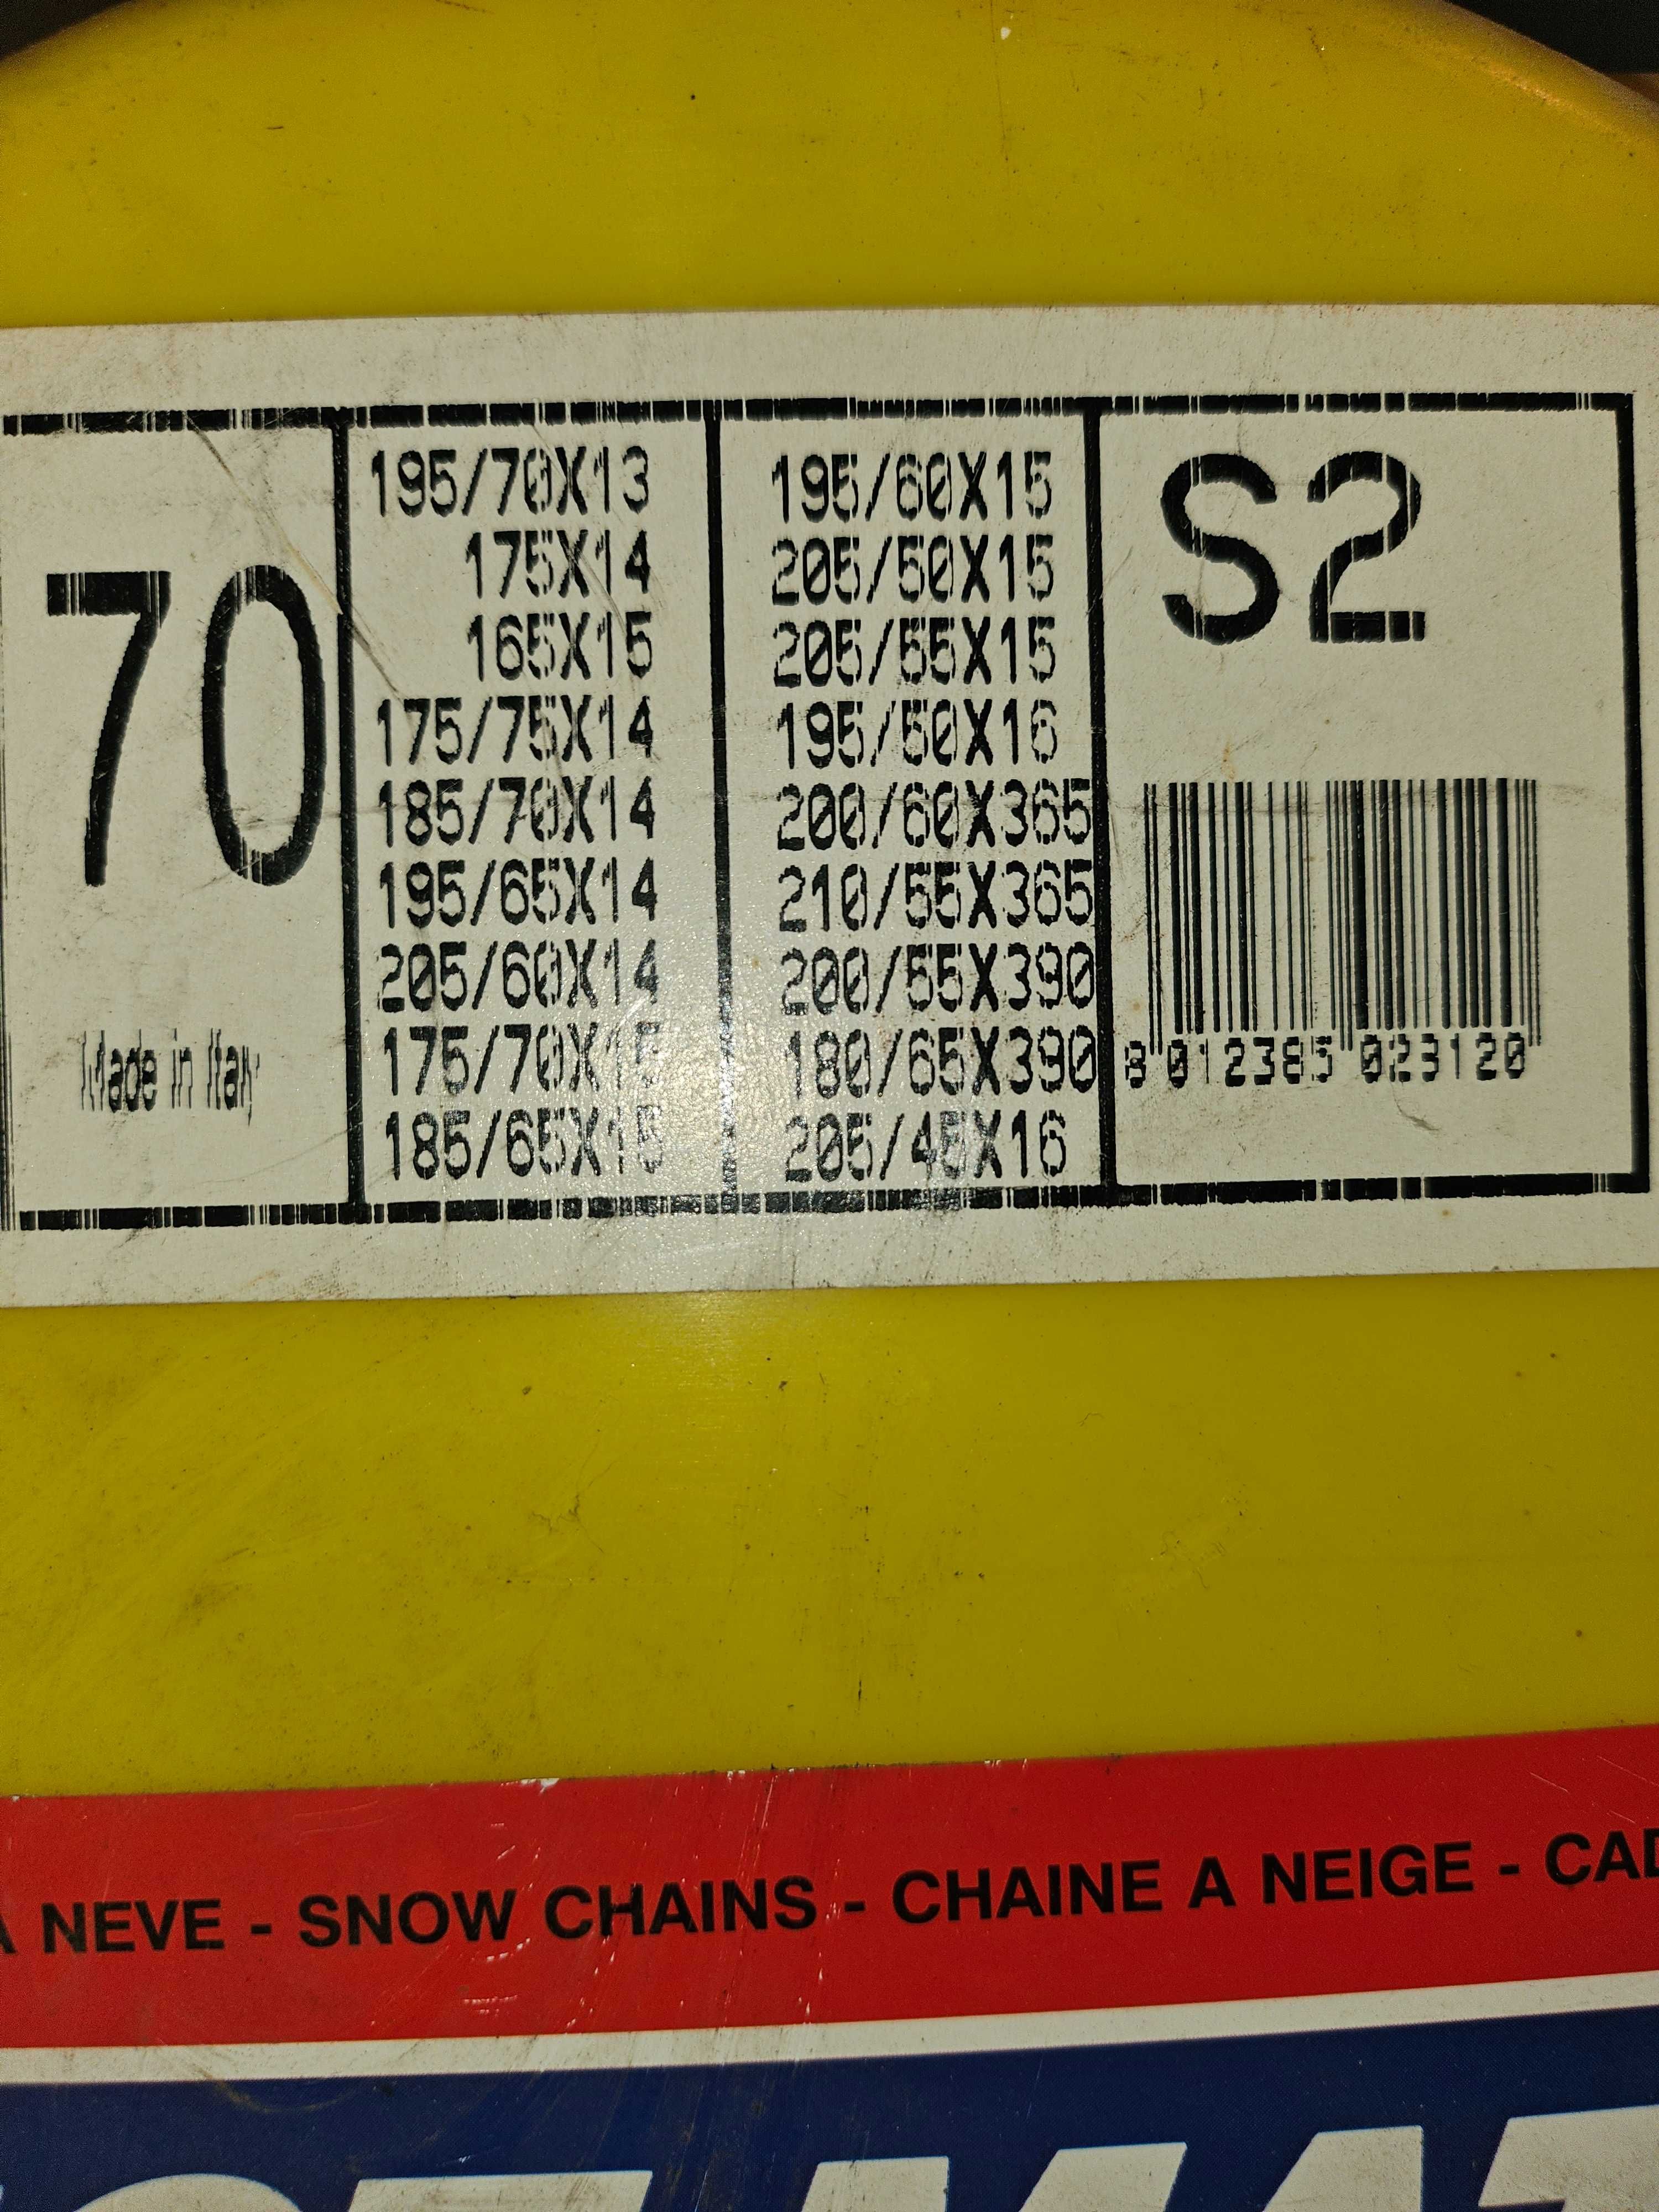 70
Made in Italy
195/70X13
175X14
165X15
175/75X14
185/70X14
195/65X14
205/60X14
175/70X15
185/65X15
195/60X15
205/50X15
205/55X15
195/50X16
200/60X365
210/55X365
200/55X390
180/65X390
205/45X16
S2
8 012385 023120
A NEVE - SNOW CHAINS - CHAINE A NEIGE - CAD